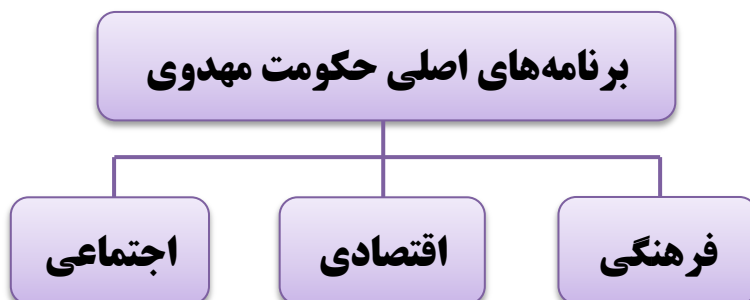 برنامه‌های اصلی حکومت مهدوی
فرهنگی
اقتصادی
اجتماعی